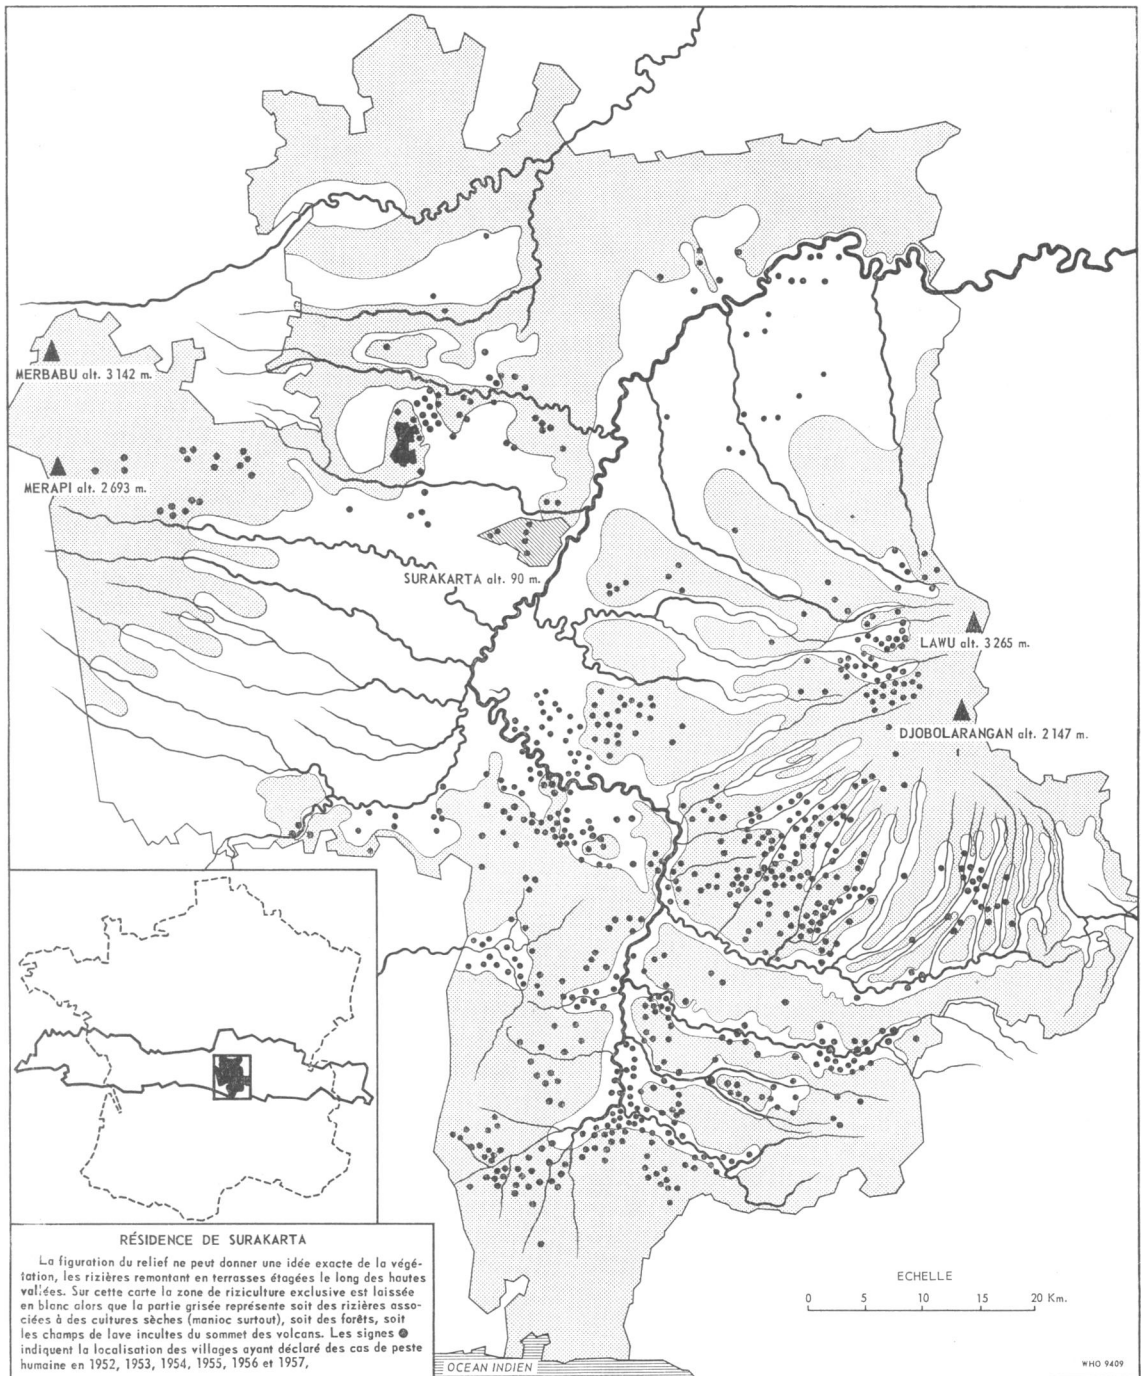 MERBABU alt. 3 142 m.
MERAPI alt. 2 693 m.
SURAKARTA alt. 90 m.
LAWU alt. 3 265 m.
DJOBOLARANGAN alt. 2 147 m.
RÉSIDENCE DE SURAKARTA
La figuration du relief ne peut donner une idée exacte de la végé-
tation, les rizières remontant en terrasses étagées le long des hautes
vallées. Sur cette carte la zone de riziculture exclusive est laissée
en blanc alors que la partie grisée représente soit des rizières asso-
ciées à des cultures sèches (manioc surtout), soit des forêts, soit
les champs de lave incultes du sommet des volcans. Les signes ●
indiquent la localisation des villages ayant déclaré des cas de peste
humaine en 1952, 1953, 1954, 1955, 1956 et 1957,
ECHELLE
0 5 10 15 20 Km.
OCEAN INDIEN
WHO 9409